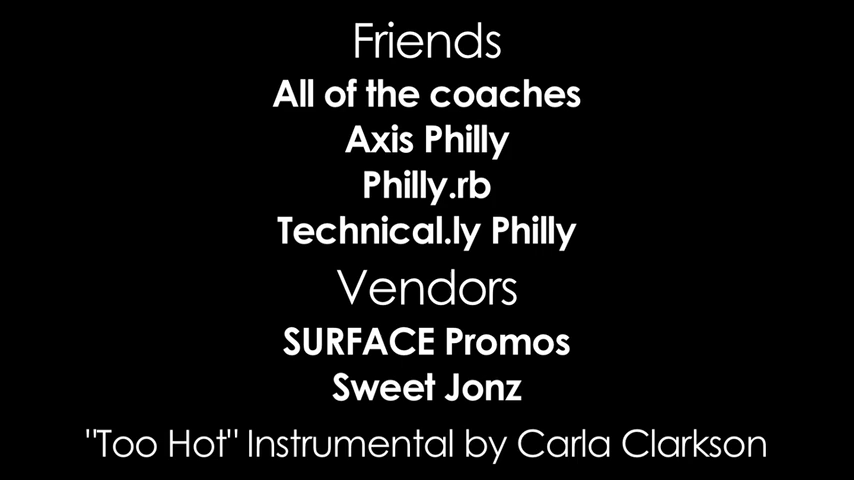 Friends
All of the coaches
Axis Philly
Philly.rb
Technical.ly Philly
Vendors
SURFACE Promos
Sweet Jonz
"Too Hot" Instrumental by Carla Clarkson